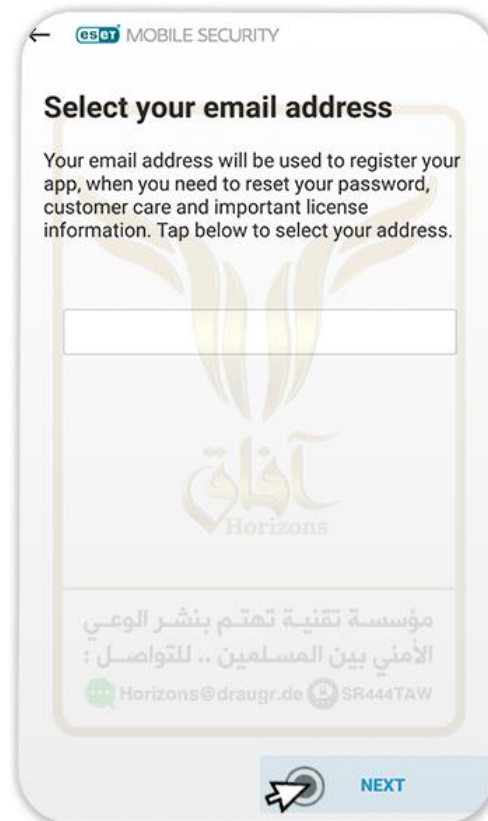 eset MOBILE SECURITY
Select your email address
Your email address will be used to register your
app, when you need to reset your password,
customer care and important license
information. Tap below to select your address.
آفاق
Horizons
مؤسسة تقنية تهتم بنشر الوعي
الأمني بين المسلمين .. للتواصل :
Horizons@draugr.de SR444TAW
NEXT